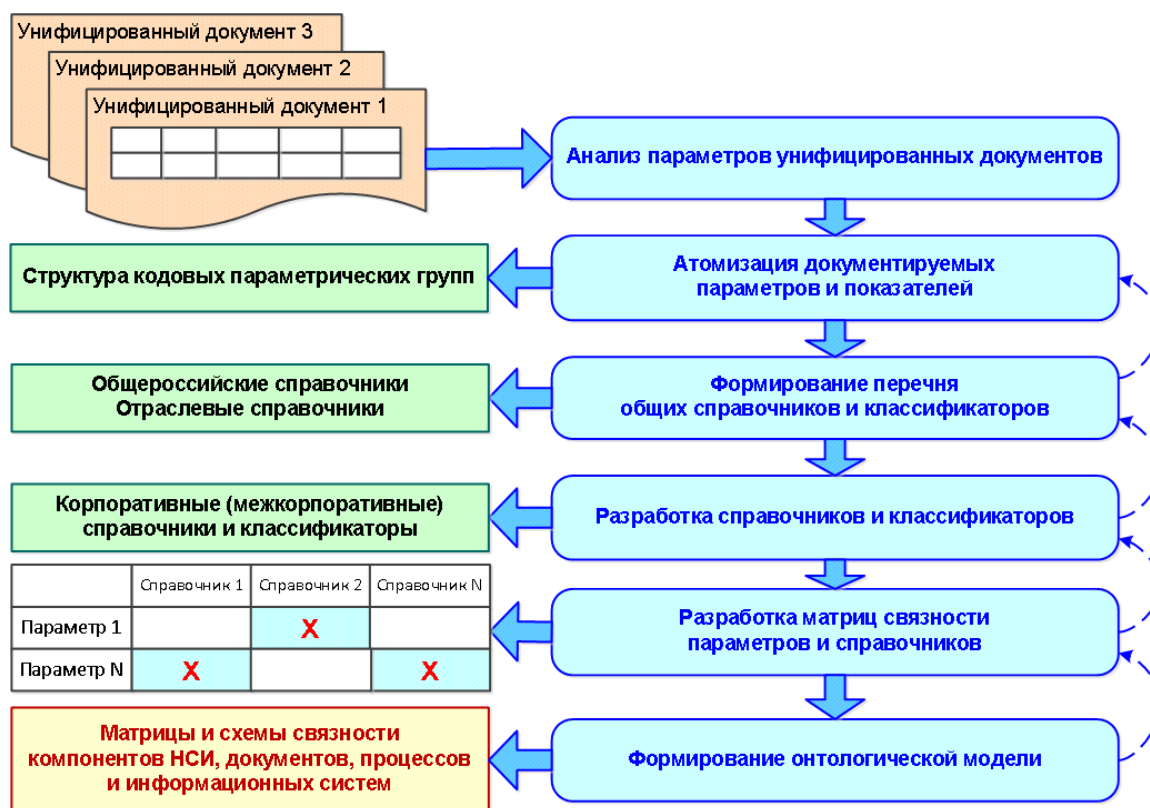 Унифицированный документ 3
Унифицированный документ 2
Унифицированный документ 1
Анализ параметров унифицированных документов
Структура кодовых параметрических групп
Атомизация документируемых
параметров и показателей
Общероссийские справочники
Отраслевые справочники
Формирование перечня
общих справочников и классификаторов
Корпоративные (межкорпоративные)
справочники и классификаторы
Разработка справочников и классификаторов
Справочник 1 Справочник 2 Справочник N
Параметр 1 X
Параметр N X X
Разработка матриц связности
параметров и справочников
Матрицы и схемы связности
компонентов НСИ, документов, процессов
и информационных систем
Формирование онтологической модели